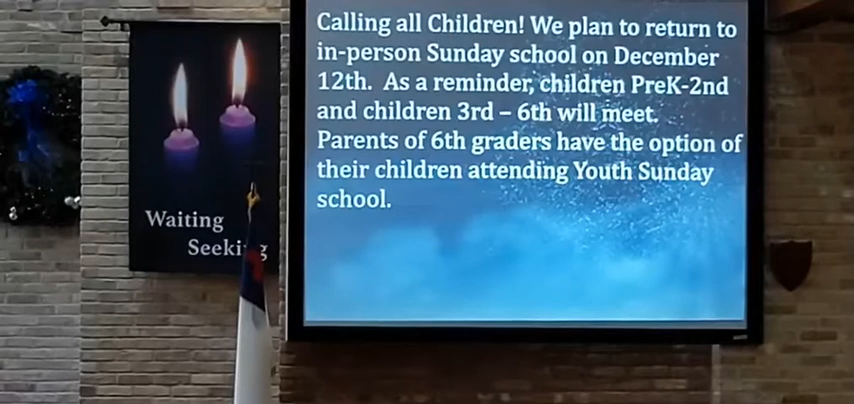 Calling all Children! We plan to return to
in-person Sunday school on December
12th.  As a reminder, children PreK-2nd
and children 3rd – 6th will meet.
Parents of 6th graders have the option of
their children attending Youth Sunday
school.
Waiting
Seeking